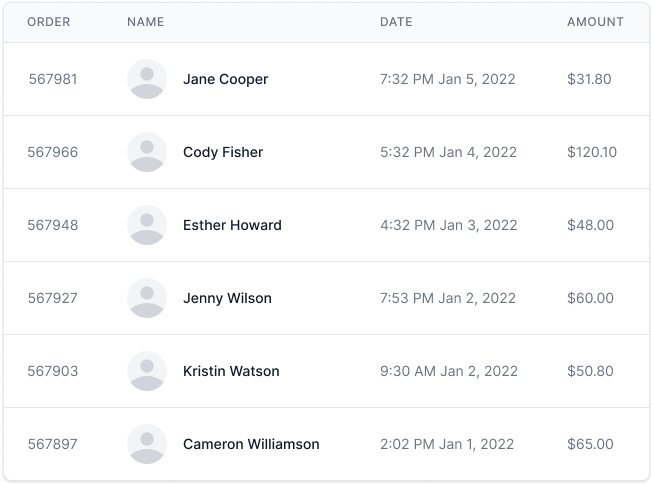 ORDER NAME DATE AMOUNT
567981 Jane Cooper 7:32 PM Jan 5, 2022 $31.80
567966 Cody Fisher 5:32 PM Jan 4, 2022 $120.10
567948 Esther Howard 4:32 PM Jan 3, 2022 $48.00
567927 Jenny Wilson 7:53 PM Jan 2, 2022 $60.00
567903 Kristin Watson 9:30 AM Jan 2, 2022 $50.80
567897 Cameron Williamson 2:02 PM Jan 1, 2022 $65.00